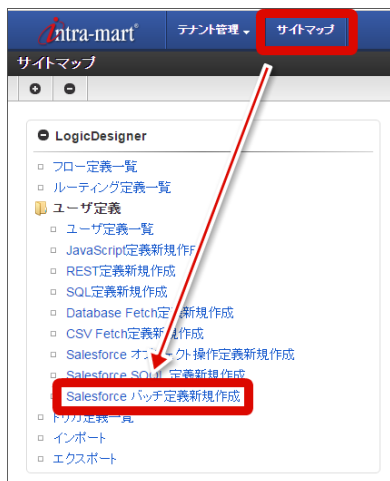 intra-mart® テナント管理 サイトマップ
サイトマップ
LogicDesigner
フロー定義一覧
ルーティング定義一覧
ユーザ定義
ユーザ定義一覧
JavaScript定義新規作成
REST定義新規作成
SQL定義新規作成
Database Fetch定義新規作成
CSV Fetch定義新規作成
Salesforce オブジェクト操作定義新規作成
Salesforce SOQL 定義新規作成
Salesforce バッチ定義新規作成
トリガ定義一覧
インポート
エクスポート